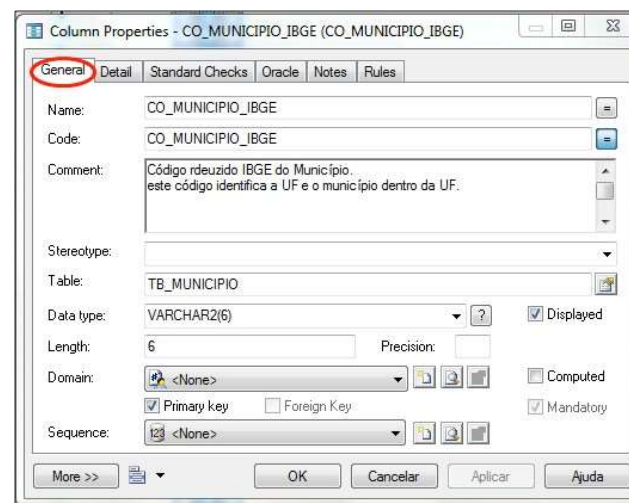 Column Properties - CO_MUNICIPIO_IBGE (CO_MUNICIPIO_IBGE)
General Detail Standard Checks Oracle Notes Rules
Name: CO_MUNICIPIO_IBGE =
Code: CO_MUNICIPIO_IBGE =
Comment: Código rdeuzido IBGE do Município.
este código identifica a UF e o município dentro da UF.
Stereotype:
Table: TB_MUNICIPIO
Data type: VARCHAR2(6) ? Displayed
Length: 6 Precision:
Domain: <None> Computed
Primary key Foreign Key Mandatory
Sequence: 123 <None>
More >> OK Cancelar Aplicar Ajuda